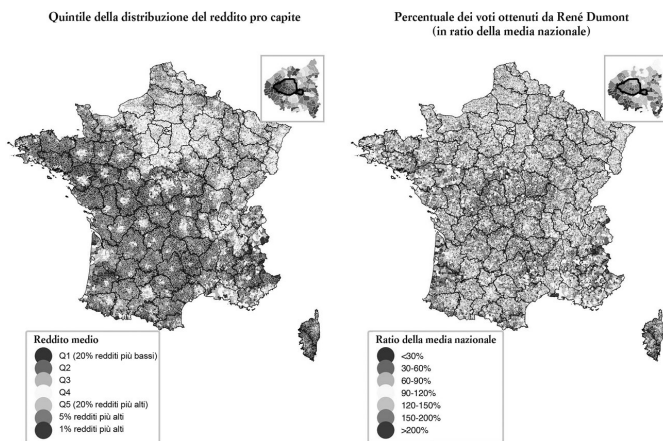 Quintile della distribuzione del reddito pro capite
Percentuale dei voti ottenuti da René Dumont
(in ratio della media nazionale)
Reddito medio
Q1 (20% redditi più bassi)
Q2
Q3
Q4
Q5 (20% redditi più alti)
5% redditi più alti
1% redditi più alti
Ratio della media nazionale
<30%
30-60%
60-90%
90-120%
120-150%
150-200%
>200%